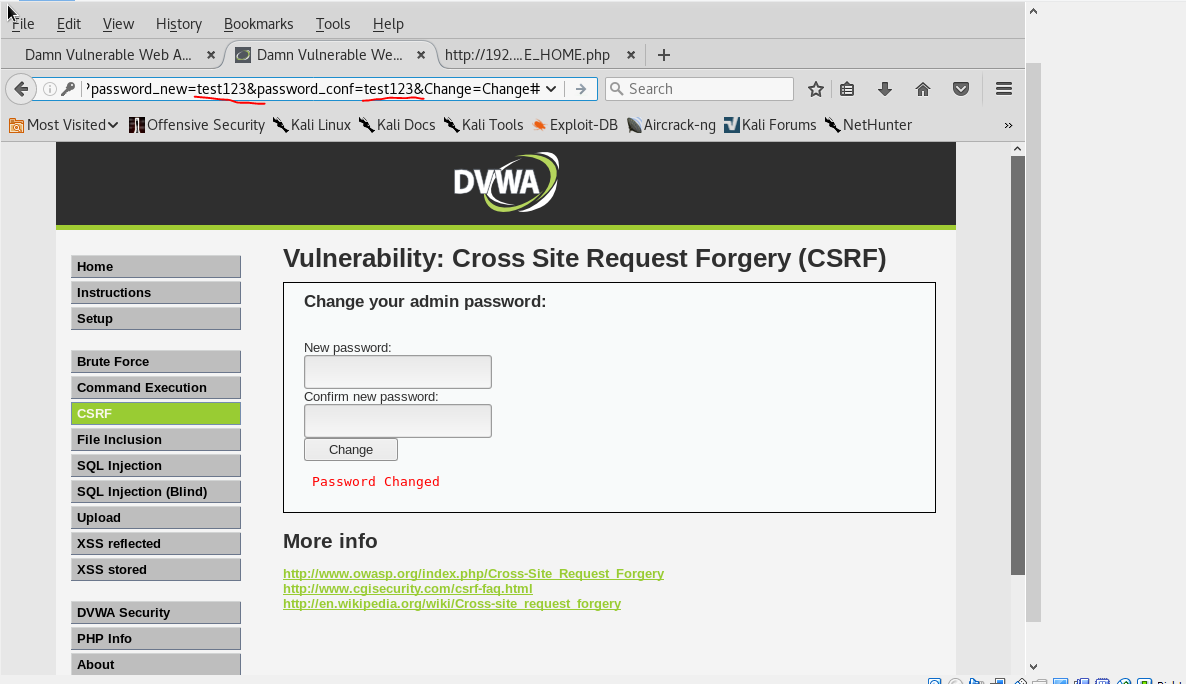 File Edit View History Bookmarks Tools Help
Damn Vulnerable Web A... × Damn Vulnerable We... × http://192....E_HOME.php × +
?password_new=test123&password_conf=test123&Change=Change# Search
Most Visited Offensive Security Kali Linux Kali Docs Kali Tools Exploit-DB Aircrack-ng Kali Forums NetHunter »
DVWA
Vulnerability: Cross Site Request Forgery (CSRF)
Home
Instructions
Setup
Brute Force
Command Execution
CSRF
File Inclusion
SQL Injection
SQL Injection (Blind)
Upload
XSS reflected
XSS stored
DVWA Security
PHP Info
About
Change your admin password:
New password:
Confirm new password:
Change
Password Changed
More info
http://www.owasp.org/index.php/Cross-Site_Request_Forgery
http://www.cgisecurity.com/csrf-faq.html
http://en.wikipedia.org/wiki/Cross-site_request_forgery